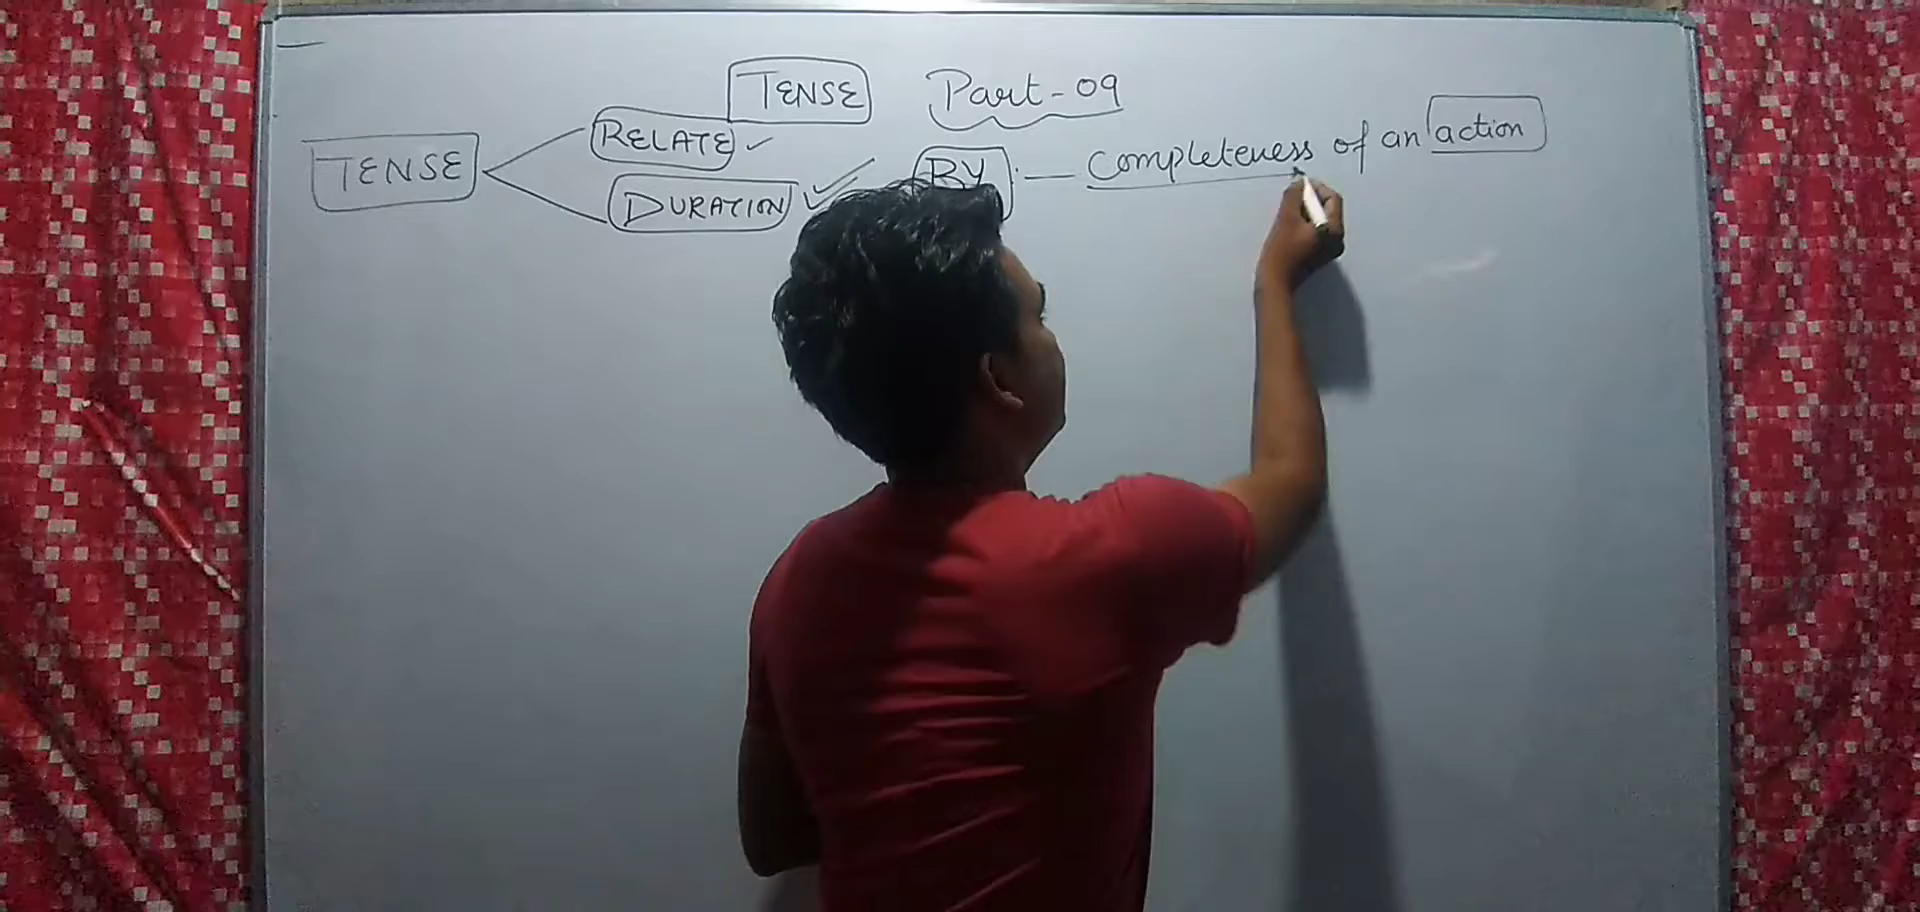 TENSE Part-09
TENSE
RELATE
DURATION
BY :— Completeness of an action